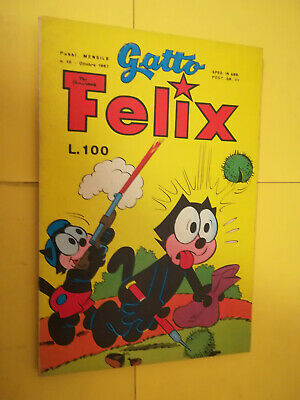 Pubbl. MENSILE
n. 10 Ottobre 1967
SPED. IN ABB.
POST. GR. III
Gatto
Felix
L. 100